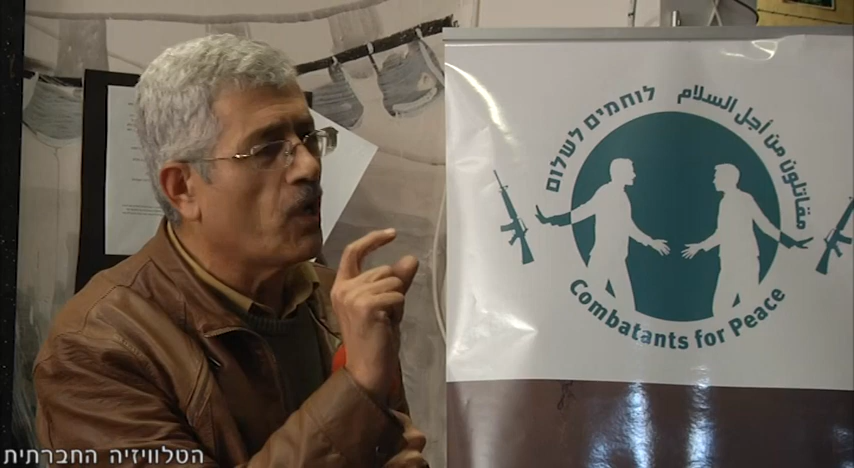 לוחמים לשלום
مقاتلون من أجل السلام
Combatants for Peace
הטלוויזיה החברתית